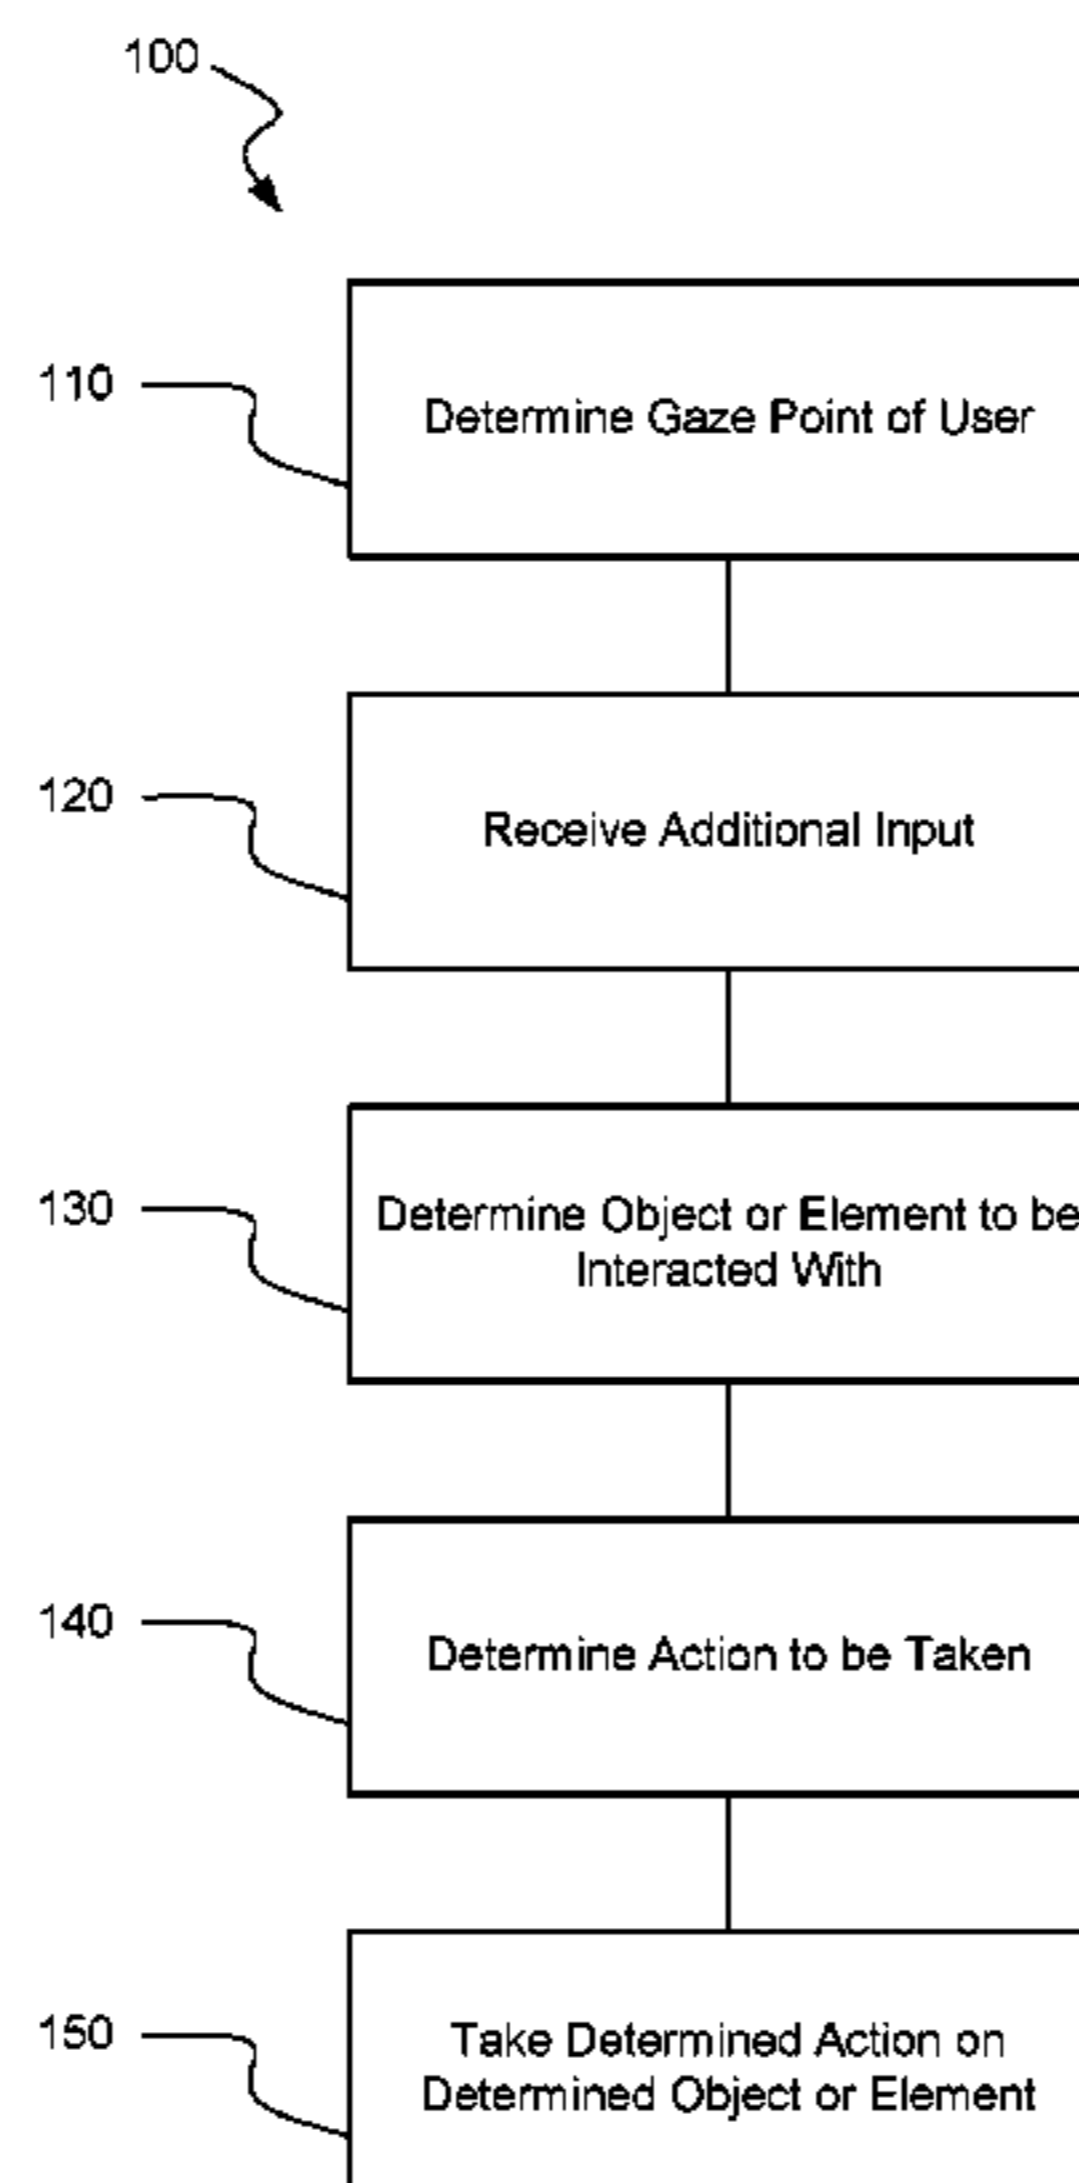 100
110
Determine Gaze Point of User
120
Receive Additional Input
130
Determine Object or Element to be
Interacted With
140
Determine Action to be Taken
150
Take Determined Action on
Determined Object or Element